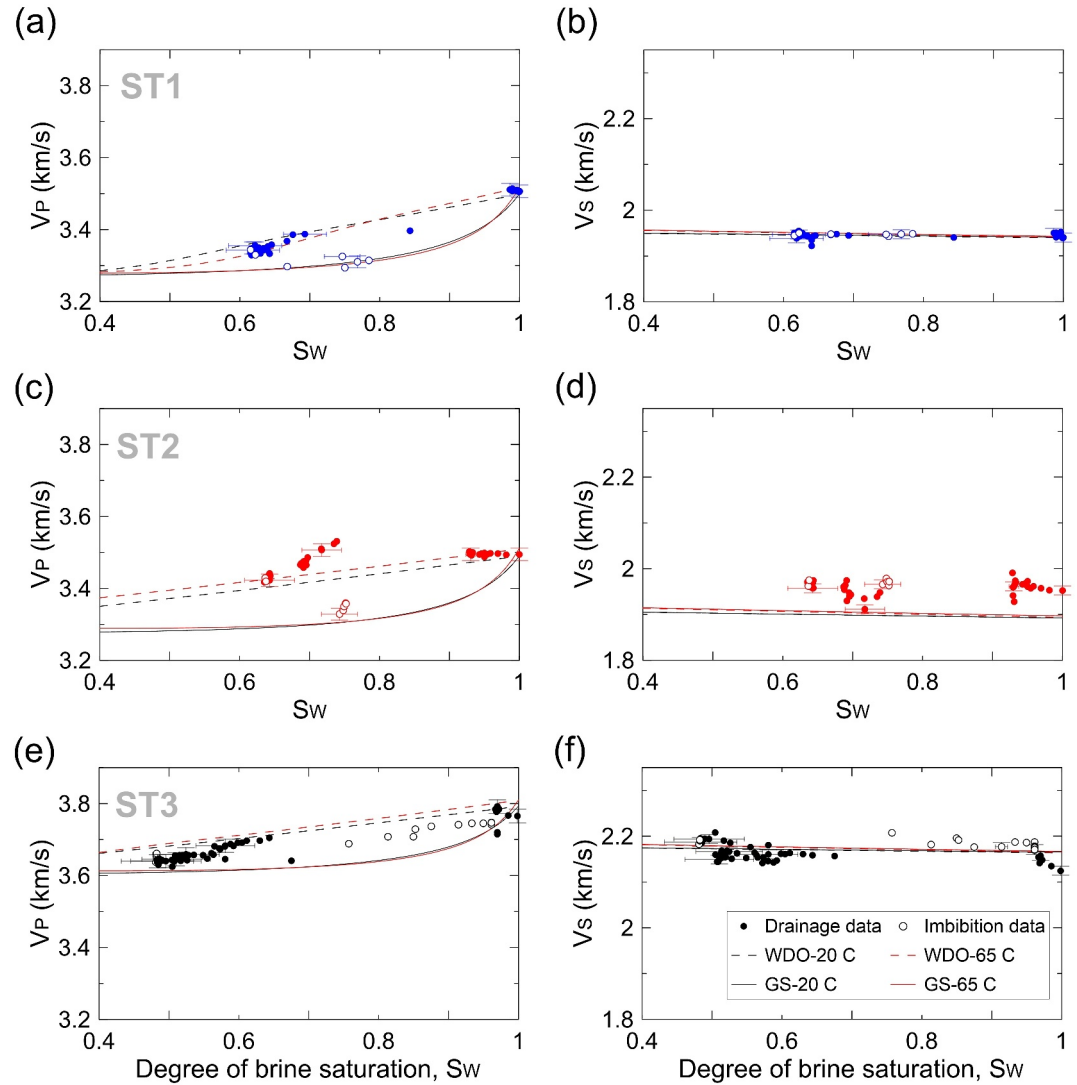 (a)
ST1
VP (km/s)
3.8
3.6
3.4
3.2
0.4
0.6
0.8
1
SW
(b)
VS (km/s)
2.2
2
1.8
0.4
0.6
0.8
1
SW
(c)
ST2
VP (km/s)
3.8
3.6
3.4
3.2
0.4
0.6
0.8
1
SW
(d)
VS (km/s)
2.2
2
1.8
0.4
0.6
0.8
1
SW
(e)
ST3
VP (km/s)
3.8
3.6
3.4
3.2
0.4
0.6
0.8
1
Degree of brine saturation, SW
(f)
VS (km/s)
2.2
2
1.8
Drainage data
Imbibition data
WDO-20 C
WDO-65 C
GS-20 C
GS-65 C
0.4
0.6
0.8
1
Degree of brine saturation, SW